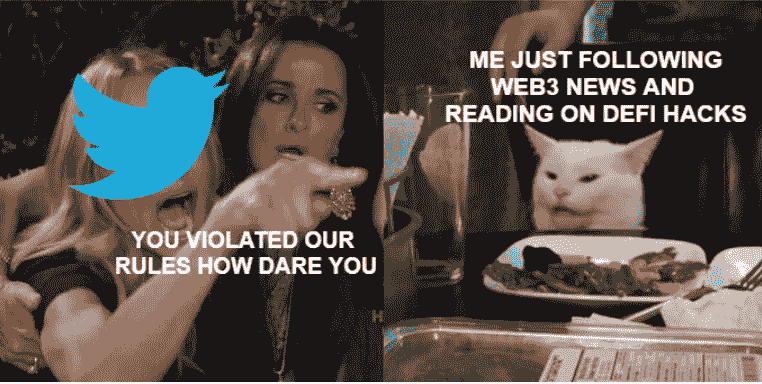 YOU VIOLATED OUR
RULES HOW DARE YOU
ME JUST FOLLOWING
WEB3 NEWS AND
READING ON DEFI HACKS